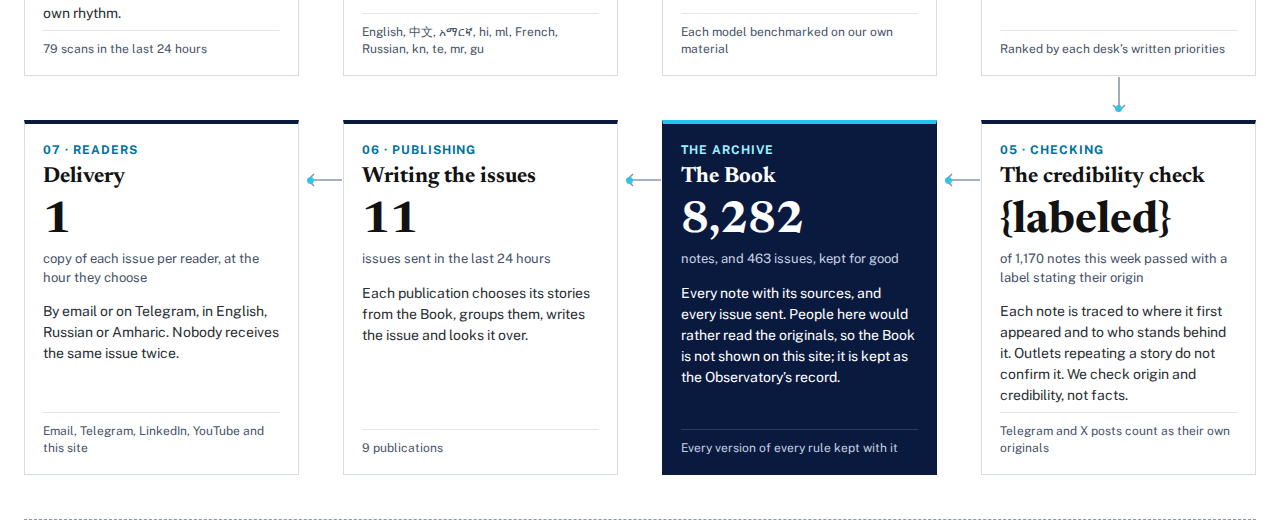 own rhythm.
79 scans in the last 24 hours
English, 中文, አማርኛ, hi, ml, French,
Russian, kn, te, mr, gu
Each model benchmarked on our own
material
Ranked by each desk's written priorities
07 · READERS
Delivery
1
copy of each issue per reader, at the
hour they choose
By email or on Telegram, in English,
Russian or Amharic. Nobody receives
the same issue twice.
Email, Telegram, LinkedIn, YouTube and
this site
06 · PUBLISHING
Writing the issues
11
issues sent in the last 24 hours
Each publication chooses its stories
from the Book, groups them, writes
the issue and looks it over.
9 publications
THE ARCHIVE
The Book
8,282
notes, and 463 issues, kept for good
Every note with its sources, and
every issue sent. People here would
rather read the originals, so the Book
is not shown on this site; it is kept as
the Observatory's record.
Every version of every rule kept with it
05 · CHECKING
The credibility check
{labeled}
of 1,170 notes this week passed with a
label stating their origin
Each note is traced to where it first
appeared and to who stands behind
it. Outlets repeating a story do not
confirm it. We check origin and
credibility, not facts.
Telegram and X posts count as their own
originals